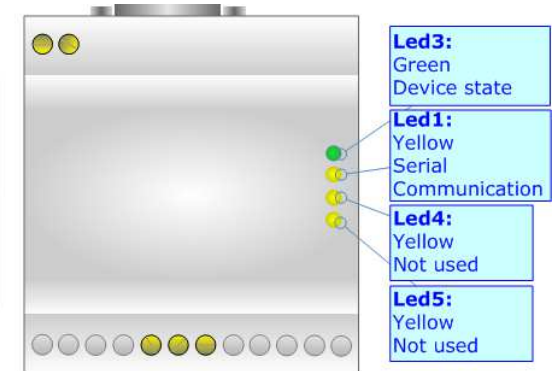 Led3:
Green
Device state
Led1:
Yellow
Serial
Communication
Led4:
Yellow
Not used
Led5:
Yellow
Not used